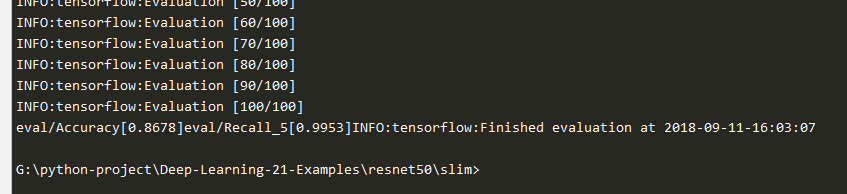 INFO:tensorflow:Evaluation [50/100]
INFO:tensorflow:Evaluation [60/100]
INFO:tensorflow:Evaluation [70/100]
INFO:tensorflow:Evaluation [80/100]
INFO:tensorflow:Evaluation [90/100]
INFO:tensorflow:Evaluation [100/100]
eval/Accuracy[0.8678]eval/Recall_5[0.9953]INFO:tensorflow:Finished evaluation at 2018-09-11-16:03:07
G:\python-project\Deep-Learning-21-Examples\resnet50\slim>